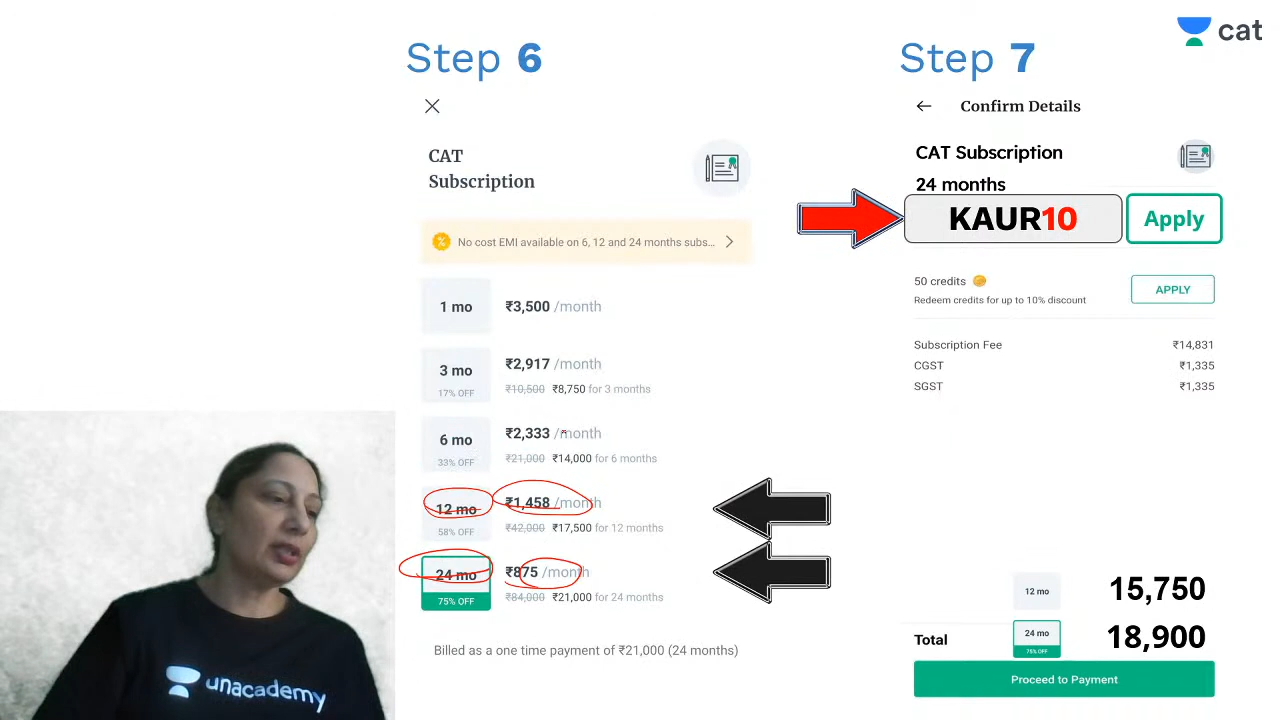 cat
Step 6
CAT
Subscription
No cost EMI available on 6, 12 and 24 months subs...
1 mo
₹3,500 /month
3 mo
17% OFF
₹2,917 /month
₹10,500 ₹8,750 for 3 months
6 mo
33% OFF
₹2,333 /month
₹21,000 ₹14,000 for 6 months
12 mo
58% OFF
₹1,458 /month
₹42,000 ₹17,500 for 12 months
24 mo
75% OFF
₹875 /month
₹84,000 ₹21,000 for 24 months
Billed as a one time payment of ₹21,000 (24 months)
Step 7
Confirm Details
CAT Subscription
24 months
KAUR10
Apply
50 credits
Redeem credits for up to 10% discount
APPLY
Subscription Fee ₹14,831
CGST ₹1,335
SGST ₹1,335
12 mo 15,750
Total
24 mo
75% OFF
18,900
Proceed to Payment
unacademy